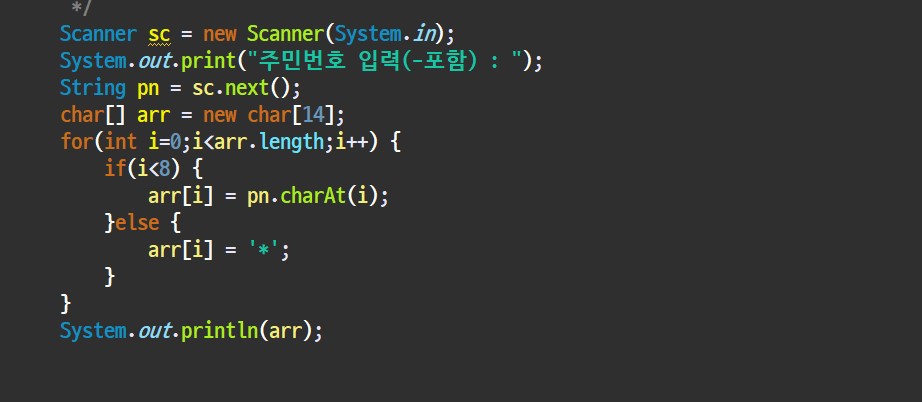 */
Scanner sc = new Scanner(System.in);
System.out.print("주민번호 입력(-포함) : ");
String pn = sc.next();
char[] arr = new char[14];
for(int i=0;i<arr.length;i++) {
if(i<8) {
arr[i] = pn.charAt(i);
}else {
arr[i] = '*';
}
}
System.out.println(arr);